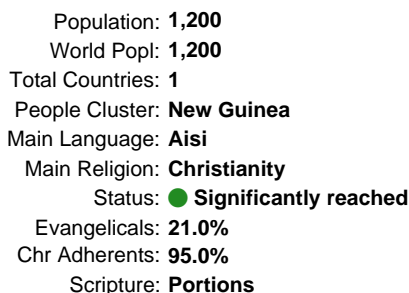 Population: 1,200
World Popl: 1,200
Total Countries: 1
People Cluster: New Guinea
Main Language: Aisi
Main Religion: Christianity
Status: Significantly reached
Evangelicals: 21.0%
Chr Adherents: 95.0%
Scripture: Portions